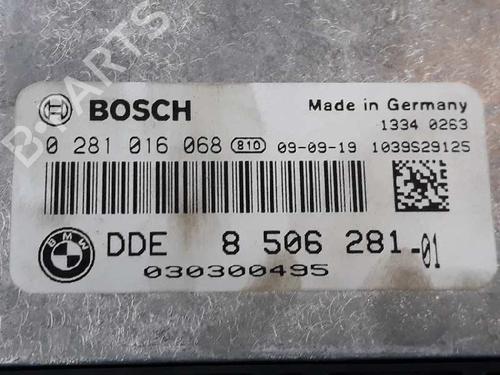 BOSCH
Made in Germany
1334 0263
0 281 016 068 810 09-09-19 1039S29125
BMW
DDE 8 506 281-01
030300495
B-PARTS